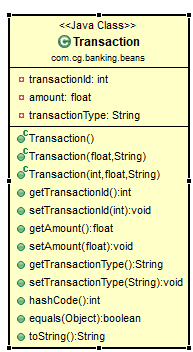 <<Java Class>>
Transaction
com.cg.banking.beans
transactionId: int
amount: float
transactionType: String
Transaction()
Transaction(float,String)
Transaction(int,float,String)
getTransactionId():int
setTransactionId(int):void
getAmount():float
setAmount(float):void
getTransactionType():String
setTransactionType(String):void
hashCode():int
equals(Object):boolean
toString():String